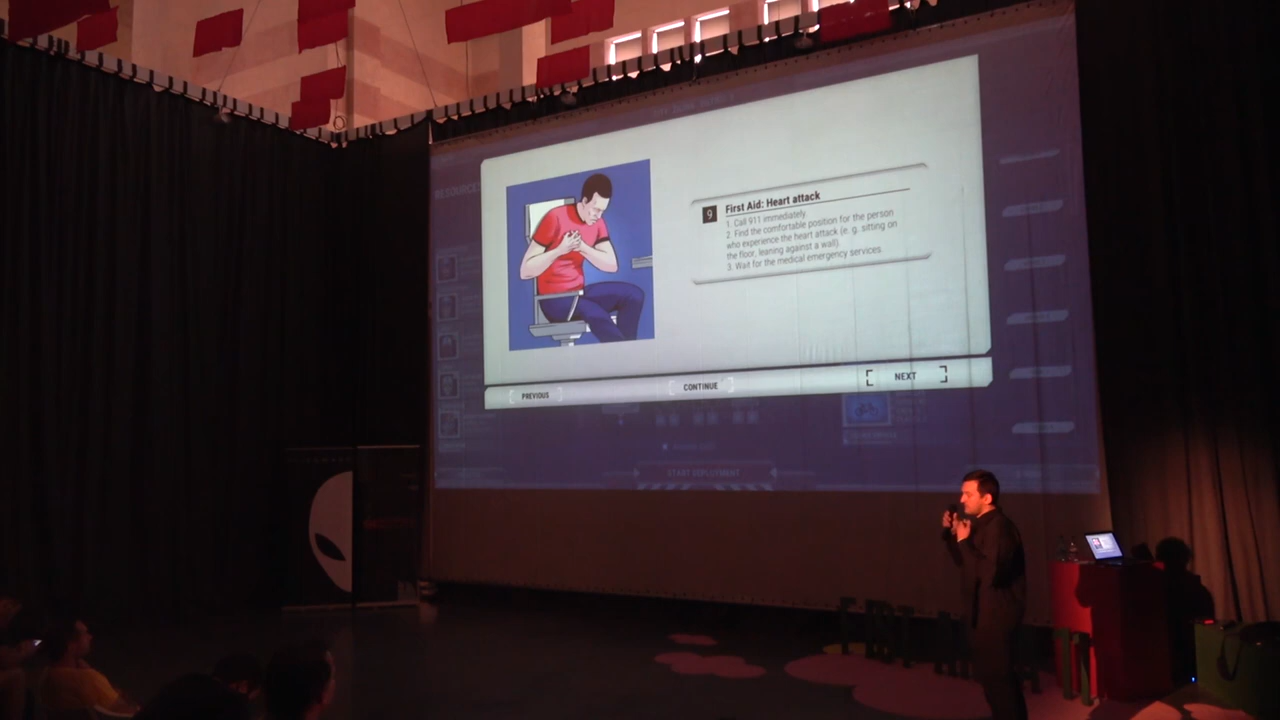 RESOURCES
9
First Aid: Heart attack
1. Call 911 immediately.
2. Find the comfortable position for the person
who experience the heart attack (e. g. sitting on
the floor, leaning against a wall).
3. Wait for the medical emergency services.
PREVIOUS
CONTINUE
NEXT
START DEPLOYMENT